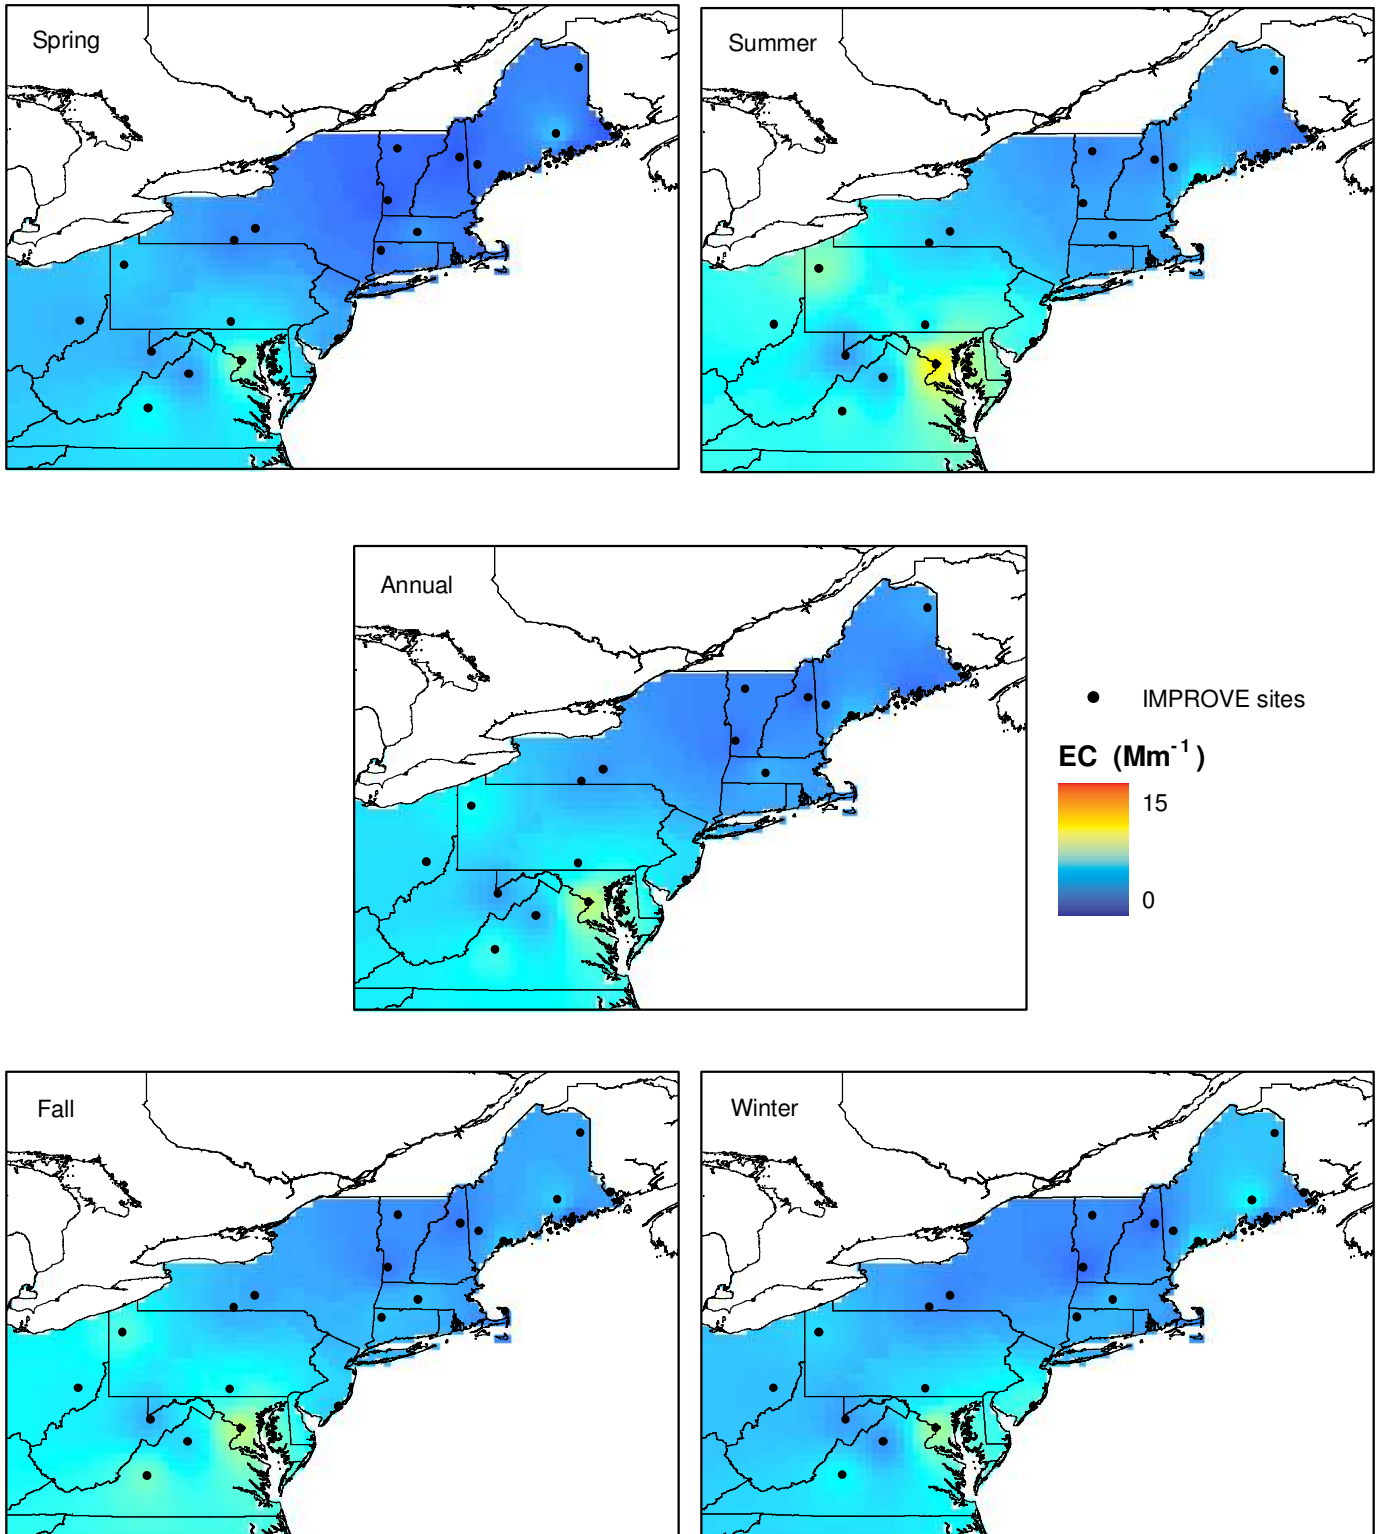 Spring
Summer
Annual
IMPROVE sites
EC (Mm-1)
15
0
Fall
Winter